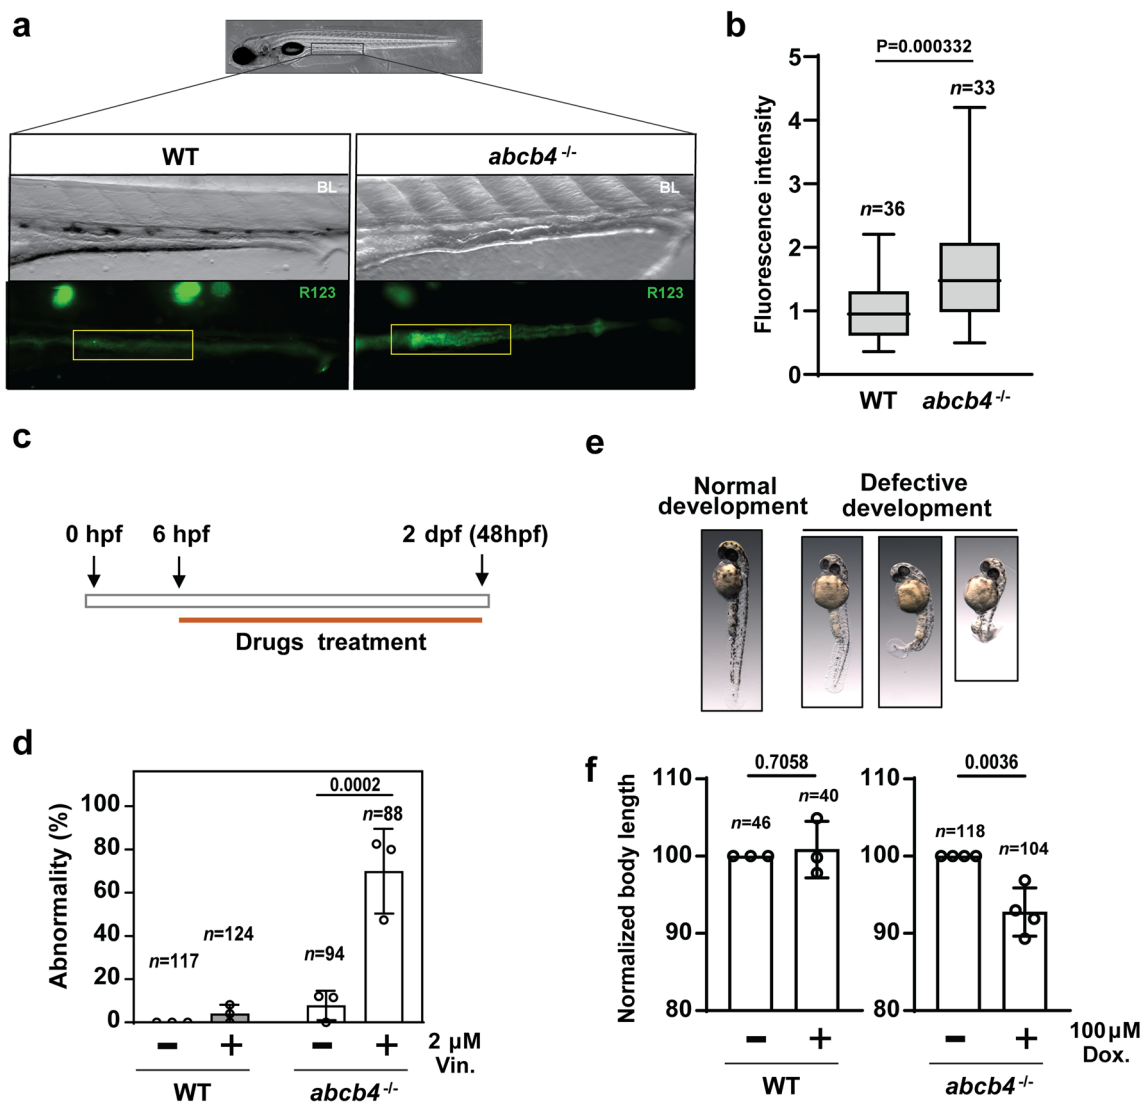 a
WT
abcb4 -/-
BL
BL
R123
R123
b
P=0.000332
n=33
n=36
Fluorescence intensity
5
4
3
2
1
0
WT
abcb4 -/-
c
0 hpf
6 hpf
2 dpf (48hpf)
Drugs treatment
e
Normal
development
Defective
development
d
0.0002
n=88
n=124
n=117
n=94
Abnormality (%)
100
80
60
40
20
0
− + − +
2 µM
Vin.
WT
abcb4 -/-
f
Normalized body length
0.7058
n=40
n=46
110
100
90
80
− +
WT
0.0036
n=118
n=104
110
100
90
80
− +
100µM
Dox.
abcb4 -/-